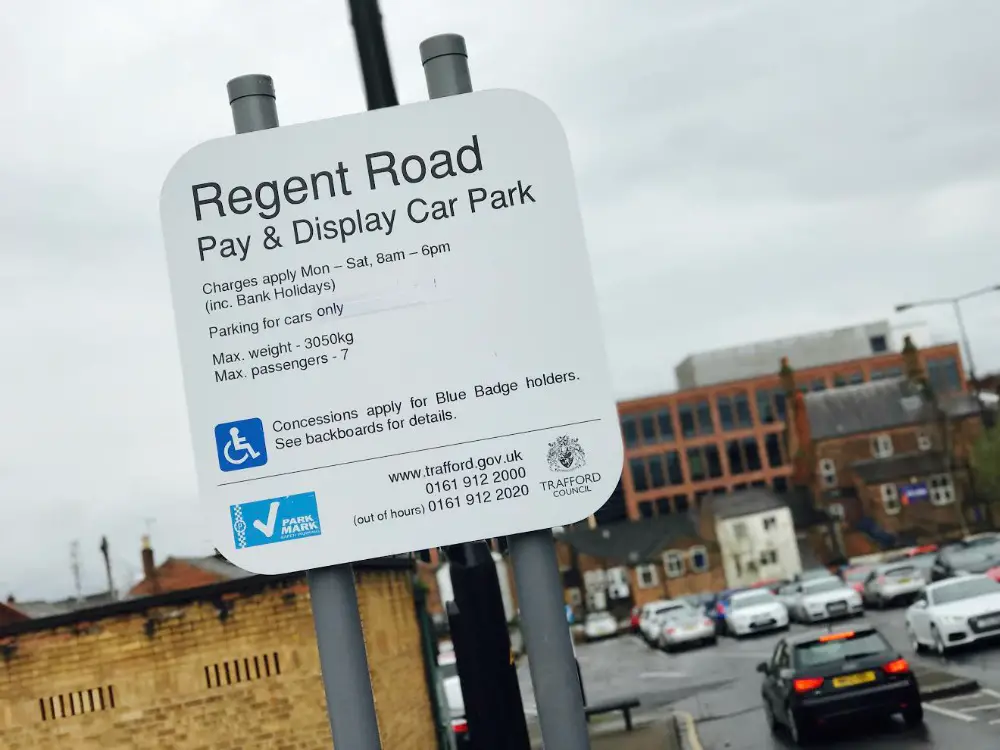 Regent Road
Pay & Display Car Park
Charges apply Mon – Sat, 8am – 6pm
(inc. Bank Holidays)
Parking for cars only
Max. weight - 3050kg
Max. passengers - 7
Concessions apply for Blue Badge holders.
See backboards for details.
www.trafford.gov.uk
0161 912 2000
(out of hours) 0161 912 2020
TRAFFORD
COUNCIL
PARK
MARK